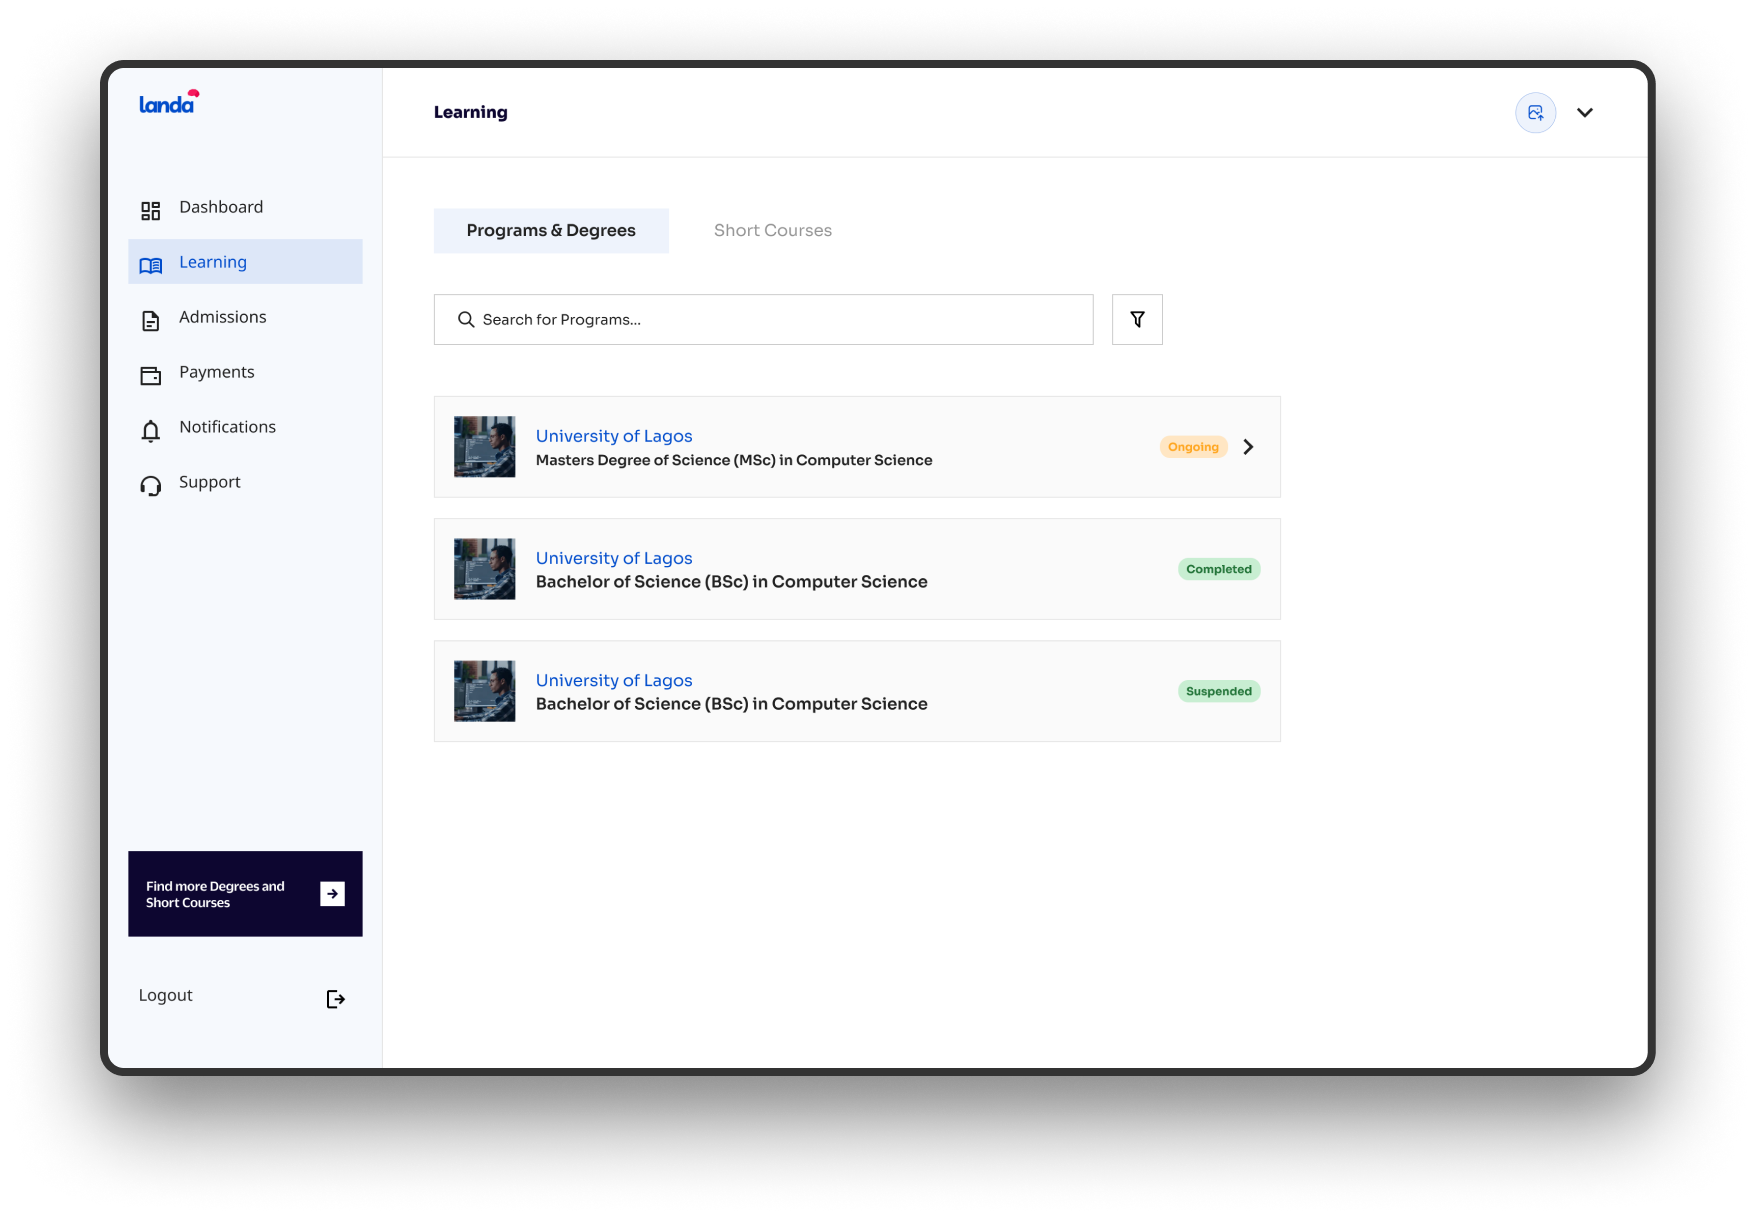 landa
Learning
Dashboard
Learning
Admissions
Payments
Notifications
Support
Find more Degrees and
Short Courses
Logout
Programs & Degrees
Short Courses
Search for Programs...
University of Lagos
Masters Degree of Science (MSc) in Computer Science
Ongoing
University of Lagos
Bachelor of Science (BSc) in Computer Science
Completed
University of Lagos
Bachelor of Science (BSc) in Computer Science
Suspended